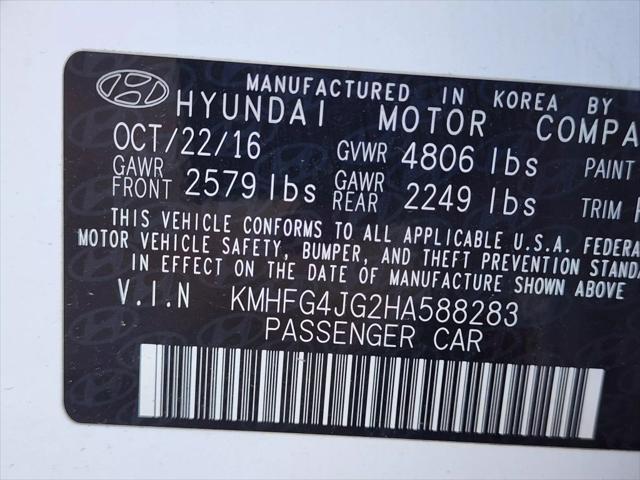 MANUFACTURED IN KOREA BY
HYUNDAI MOTOR COMPA
OCT/22/16 GVWR 4806 lbs PAINT
GAWR FRONT 2579 lbs GAWR REAR 2249 lbs TRIM
THIS VEHICLE CONFORMS TO ALL APPLICABLE U.S.A. FEDERA
MOTOR VEHICLE SAFETY, BUMPER, AND THEFT PREVENTION STAND
IN EFFECT ON THE DATE OF MANUFACTURE SHOWN ABOVE
V.I.N KMHFG4JG2HA588283
PASSENGER CAR